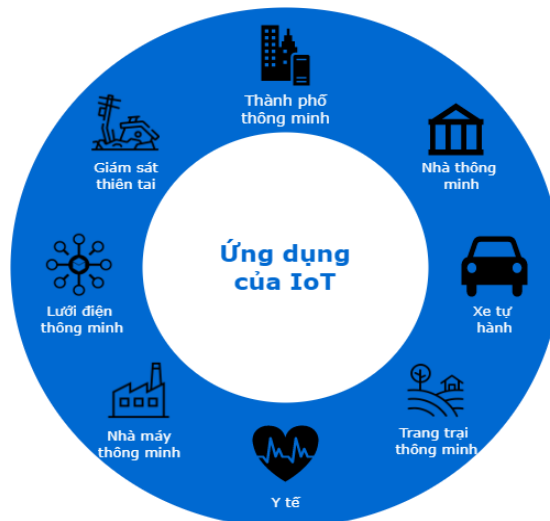 Thành phố
thông minh
Nhà thông
minh
Xe tự
hành
Trang trại
thông minh
Y tế
Nhà máy
thông minh
Lưới điện
thông minh
Giám sát
thiên tai
Ứng dụng
của IoT